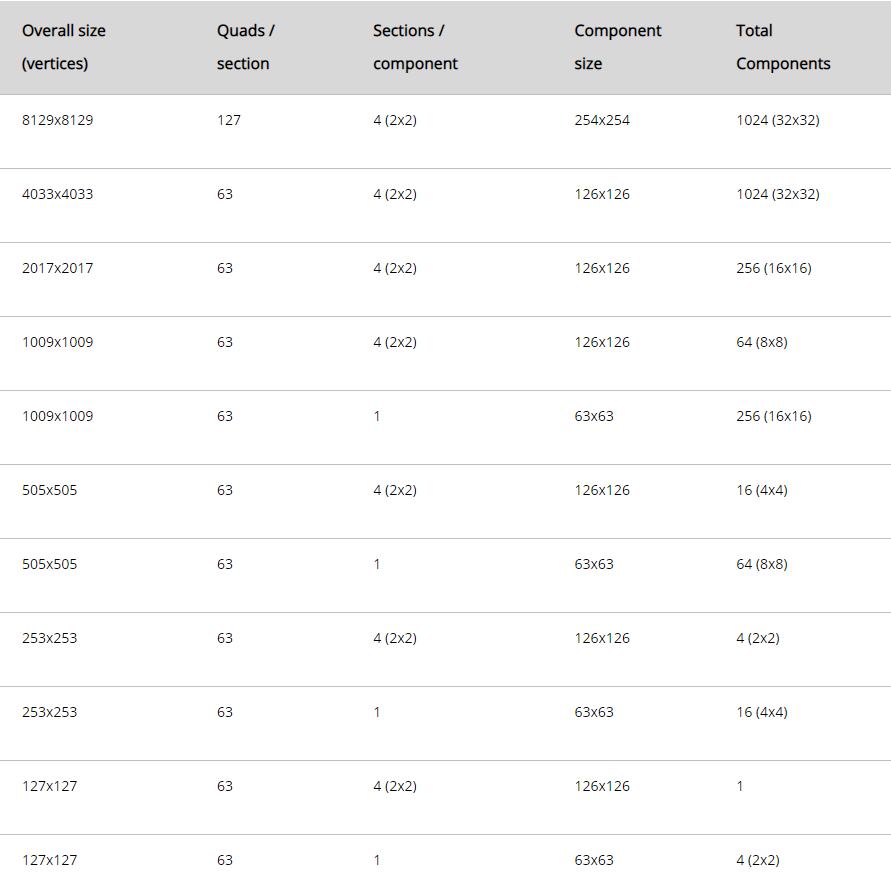 Overall size (vertices) Quads / section Sections / component Component size Total Components
8129x8129 127 4 (2x2) 254x254 1024 (32x32)
4033x4033 63 4 (2x2) 126x126 1024 (32x32)
2017x2017 63 4 (2x2) 126x126 256 (16x16)
1009x1009 63 4 (2x2) 126x126 64 (8x8)
1009x1009 63 1 63x63 256 (16x16)
505x505 63 4 (2x2) 126x126 16 (4x4)
505x505 63 1 63x63 64 (8x8)
253x253 63 4 (2x2) 126x126 4 (2x2)
253x253 63 1 63x63 16 (4x4)
127x127 63 4 (2x2) 126x126 1
127x127 63 1 63x63 4 (2x2)